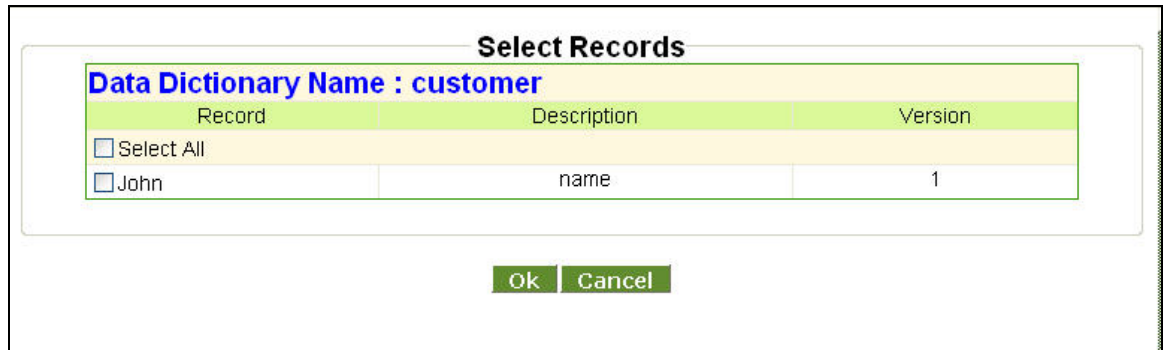 Select Records
Data Dictionary Name : customer
Record Description Version
Select All
John name 1
Ok Cancel